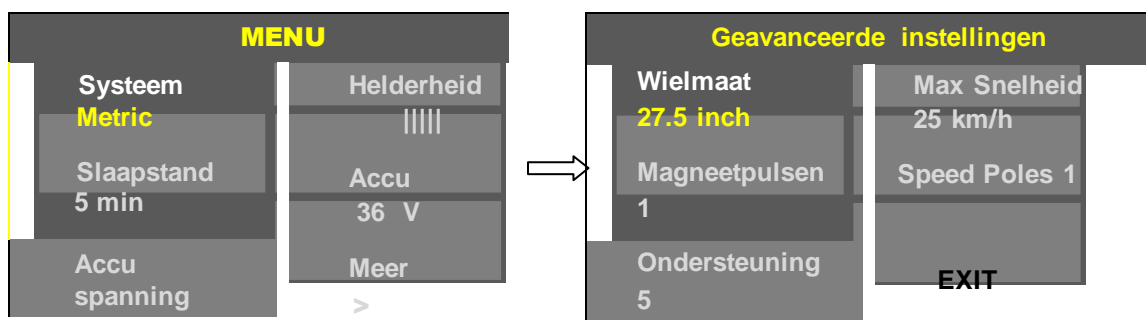 MENU
Systeem
Metric
Slaapstand
5 min
Accu
spanning
Helderheid
|||||
Accu
36 V
Meer
>
Geavanceerde instellingen
Wielmaat
27.5 inch
Magneetpulsen
1
Ondersteuning
5
Max Snelheid
25 km/h
Speed Poles 1
EXIT